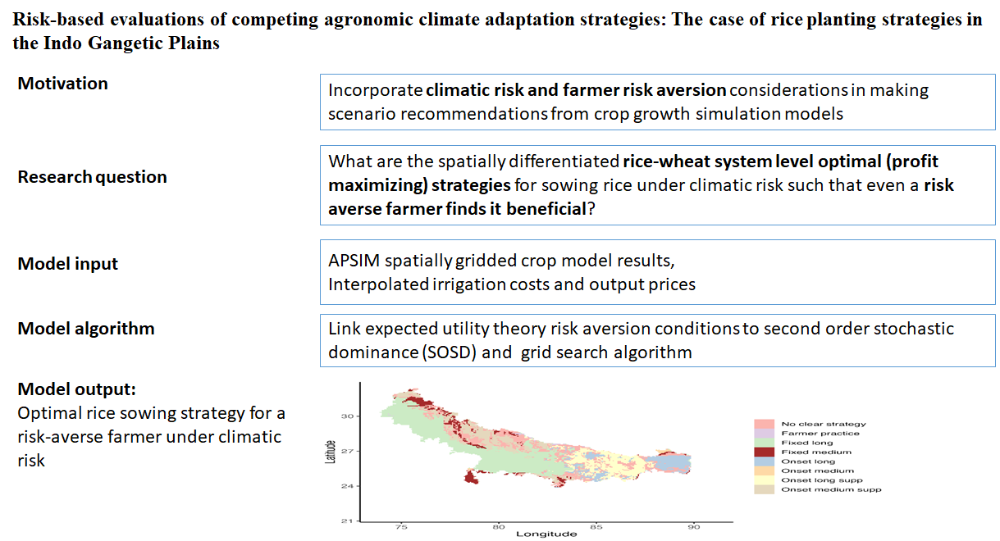 Risk-based evaluations of competing agronomic climate adaptation strategies: The case of rice planting strategies in
the Indo Gangetic Plains
Motivation
Incorporate climatic risk and farmer risk aversion considerations in making
scenario recommendations from crop growth simulation models
Research question
What are the spatially differentiated rice-wheat system level optimal (profit
maximizing) strategies for sowing rice under climatic risk such that even a risk
averse farmer finds it beneficial?
Model input
APSIM spatially gridded crop model results,
Interpolated irrigation costs and output prices
Model algorithm
Link expected utility theory risk aversion conditions to second order stochastic
dominance (SOSD) and grid search algorithm
Model output:
Optimal rice sowing strategy for a
risk-averse farmer under climatic
risk
Latitude
30
27
24
21
75
80
85
90
Longitude
No clear strategy
Farmer practice
Fixed long
Fixed medium
Onset long
Onset medium
Onset long supp
Onset medium supp